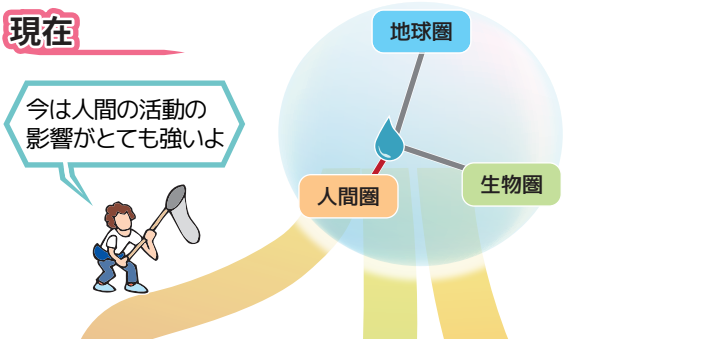 現在
地球圏
今は人間の活動の
影響がとても強いよ
生物圏
人間圏